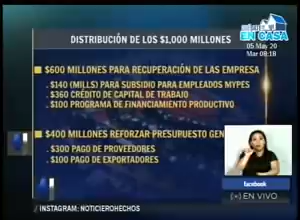 EN CASA
05 May 20
Mar 08:18
DISTRIBUCIÓN DE LOS $1,000 MILLONES
$600 MILLONES PARA RECUPERACIÓN DE LAS EMPRESA
$140 (MILLS) PARA SUBSIDIO PARA EMPLEADOS MYPES
$360 CRÉDITO DE CAPITAL DE TRABAJO
$100 PROGRAMA DE FINANCIAMIENTO PRODUCTIVO
$400 MILLONES REFORZAR PRESUPUESTO GEN
$300 PAGO DE PROVEEDORES
$100 PAGO DE EXPORTADORES
facebook
EN VIVO
/ INSTAGRAM: NOTICIEROHECHOS